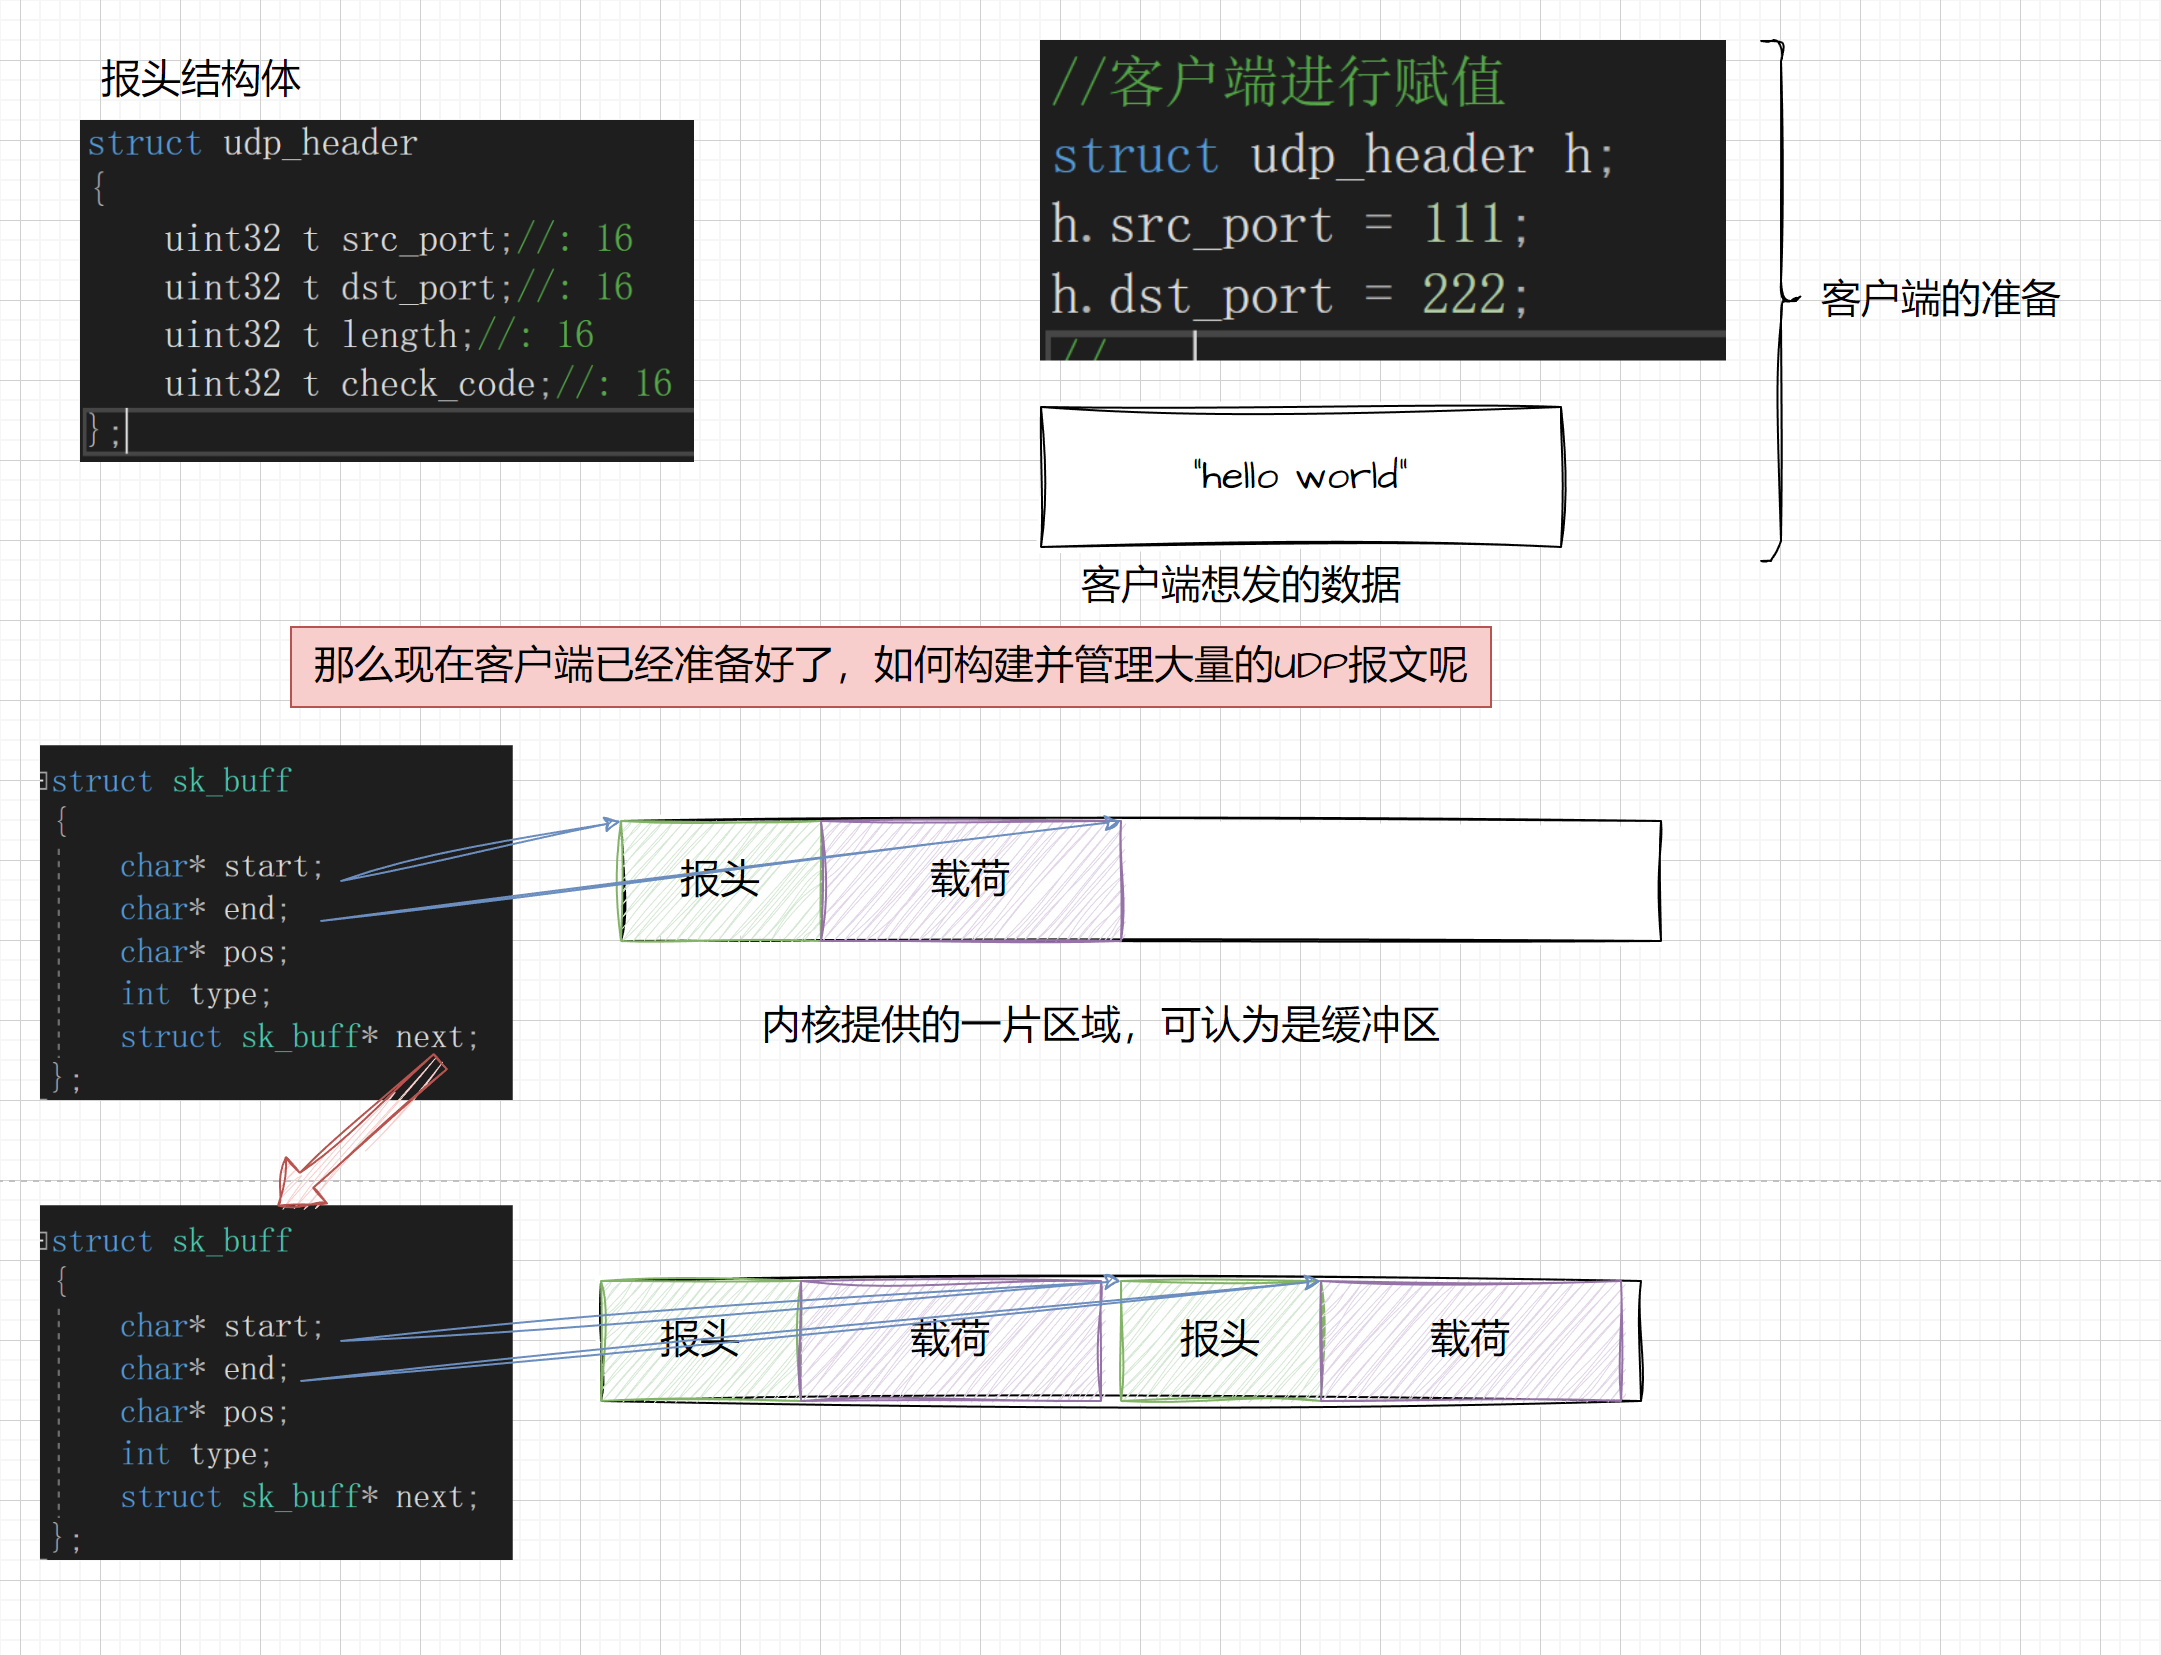 报头结构体
struct udp_header
{
uint32 t src_port;//: 16
uint32 t dst_port;//: 16
uint32 t length;//: 16
uint32 t check_code;//: 16
};
//客户端进行赋值
struct udp_header h;
h.src_port = 111;
h.dst_port = 222;
//
客户端的准备
"hello world"
客户端想发的数据
那么现在客户端已经准备好了，如何构建并管理大量的UDP报文呢
struct sk_buff
{
char* start;
char* end;
char* pos;
int type;
struct sk_buff* next;
};
报头 载荷
内核提供的一片区域，可认为是缓冲区
struct sk_buff
{
char* start;
char* end;
char* pos;
int type;
struct sk_buff* next;
};
报头 载荷 报头 载荷